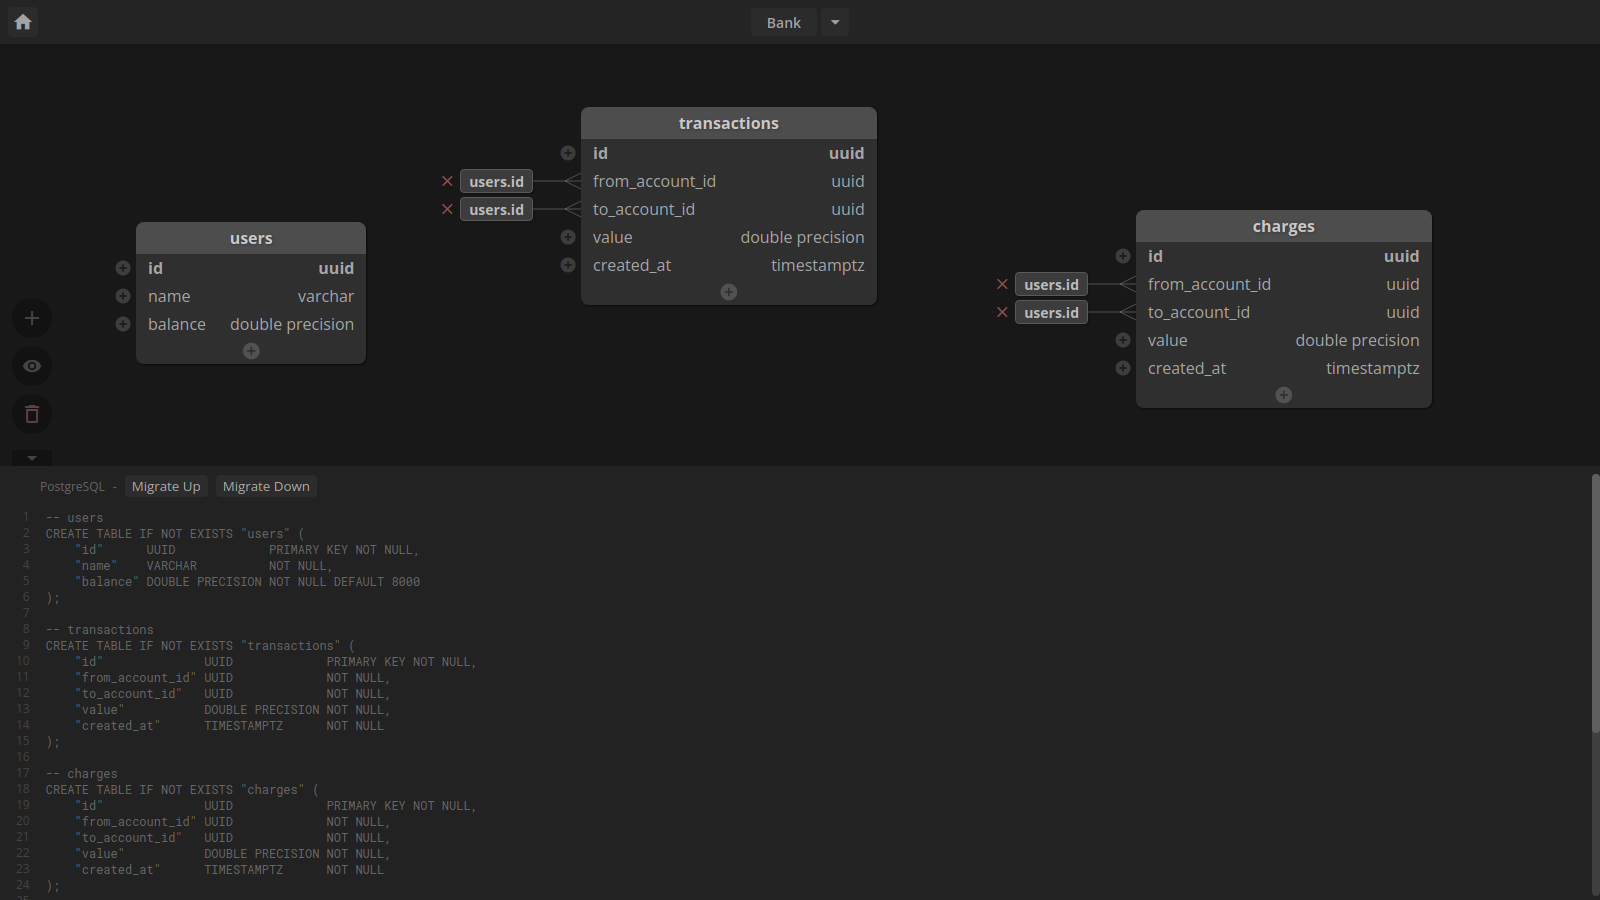 Bank
transactions
id uuid
users.id from_account_id uuid
users.id to_account_id uuid
value double precision
created_at timestamptz
users
id uuid
name varchar
balance double precision
charges
id uuid
users.id from_account_id uuid
users.id to_account_id uuid
value double precision
created_at timestamptz
PostgreSQL - Migrate Up Migrate Down
1 -- users
2 CREATE TABLE IF NOT EXISTS "users" (
3 "id" UUID PRIMARY KEY NOT NULL,
4 "name" VARCHAR NOT NULL,
5 "balance" DOUBLE PRECISION NOT NULL DEFAULT 8000
6 );
7
8 -- transactions
9 CREATE TABLE IF NOT EXISTS "transactions" (
10 "id" UUID PRIMARY KEY NOT NULL,
11 "from_account_id" UUID NOT NULL,
12 "to_account_id" UUID NOT NULL,
13 "value" DOUBLE PRECISION NOT NULL,
14 "created_at" TIMESTAMPTZ NOT NULL
15 );
16
17 -- charges
18 CREATE TABLE IF NOT EXISTS "charges" (
19 "id" UUID PRIMARY KEY NOT NULL,
20 "from_account_id" UUID NOT NULL,
21 "to_account_id" UUID NOT NULL,
22 "value" DOUBLE PRECISION NOT NULL,
23 "created_at" TIMESTAMPTZ NOT NULL
24 );